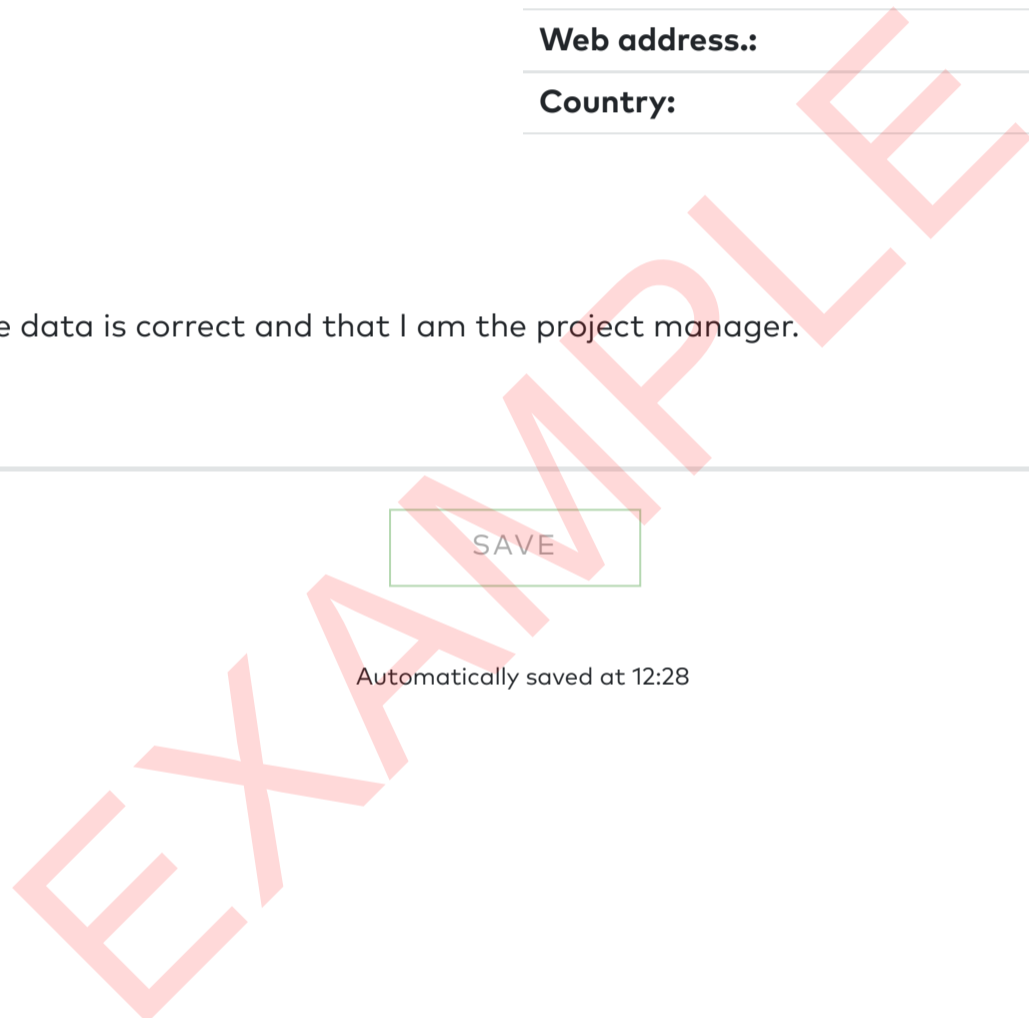 Web address.:
Country:
data is correct and that I am the project manager.
SAVE
Automatically saved at 12:28
EXAMPLE